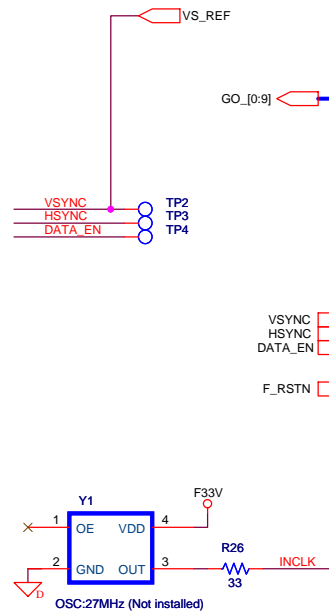 VS_REF
GO_[0:9]
VSYNC TP2
HSYNC TP3
DATA_EN TP4
VSYNC
HSYNC
DATA_EN
F_RSTN
Y1 F33V
1 OE VDD 4
2 GND OUT 3 R26 INCLK
33
D
OSC:27MHz (Not installed)